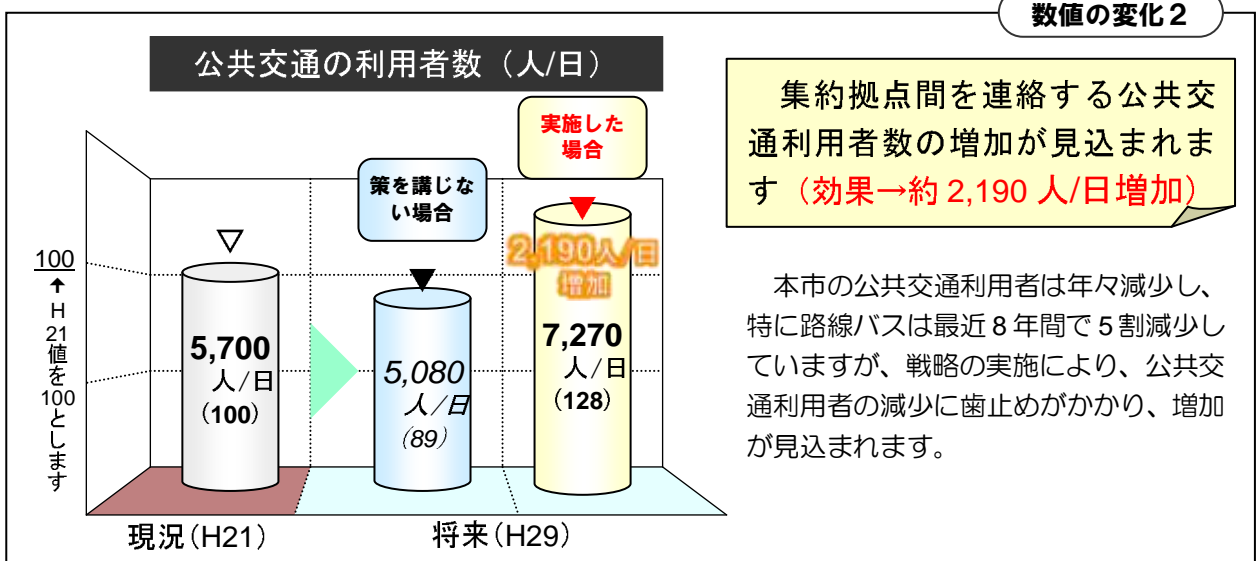 数値の変化２
公共交通の利用者数（人/日）
実施した
場合
策を講じな
い場合
2,190人/日
増加
100
↑H21値を100とします
5,700
人/日
（100）
5,080
人/日
（89）
7,270
人/日
（128）
現況（H21）
将来（H29）
集約拠点間を連絡する公共交
通利用者数の増加が見込まれま
す（効果→約 2,190 人/日増加）
本市の公共交通利用者は年々減少し、
特に路線バスは最近８年間で５割減少し
ていますが、戦略の実施により、公共交
通利用者の減少に歯止めがかかり、増加
が見込まれます。